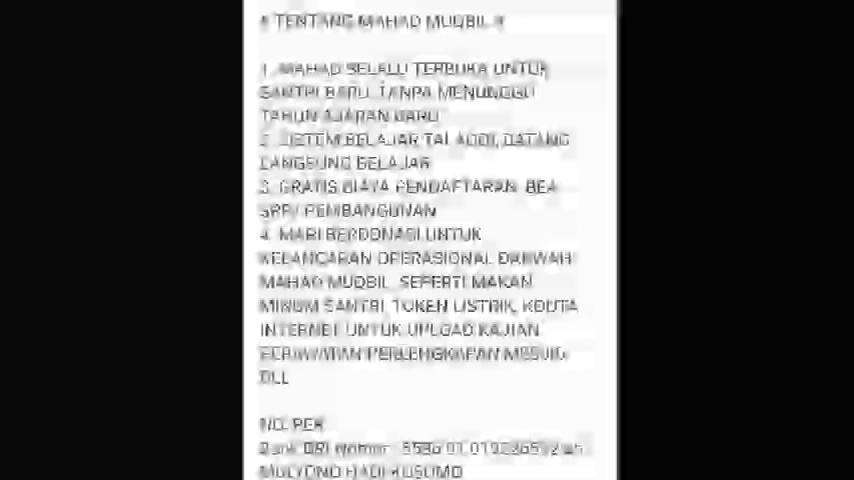 TENTANG MAHAD MUQBIL
1. MAHAD SELALU TERBUKA UNTUK
SANTRI BARU, TANPA MENUNGGU
TAHUN AJARAN BARU
2. SISTEM BELAJAR TALAQQI, DATANG
LANGSUNG BELAJAR
3. GRATIS BIAYA PENDAFTARAN, BEA
SPP/ PEMBANGUNAN
4. MARI BERDONASI UNTUK
KELANCARAN OPERASIONAL DAKWAH
MAHAD MUQBIL, SEPERTI MAKAN
MINUM SANTRI, TOKEN LISTRIK, KUOTA
INTERNET UNTUK UPLOAD KAJIAN
PERAWATAN PERLENGKAPAN MASJID
DLL
NO. REK
Bank BRI Nomor
MULYONO HADI KUSUMO